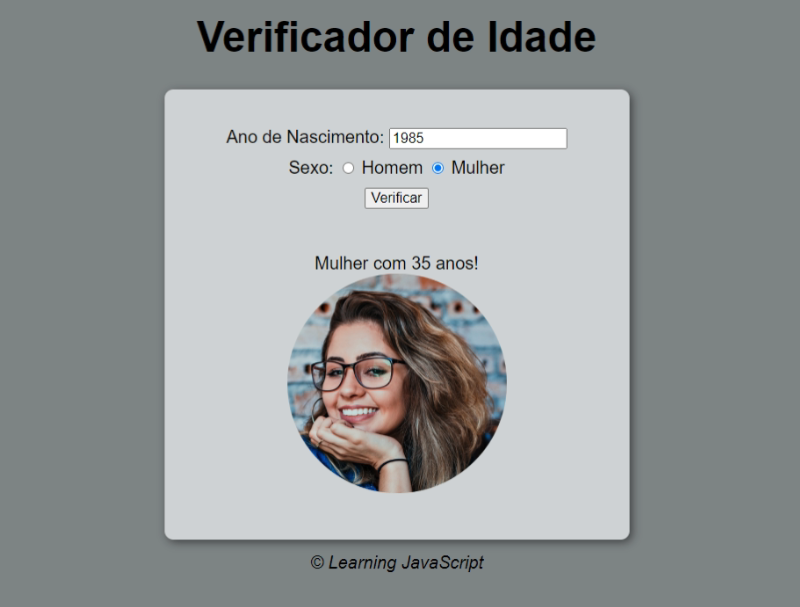 Verificador de Idade
Ano de Nascimento: 1985
Sexo: Homem Mulher
Verificar
Mulher com 35 anos!
© Learning JavaScript